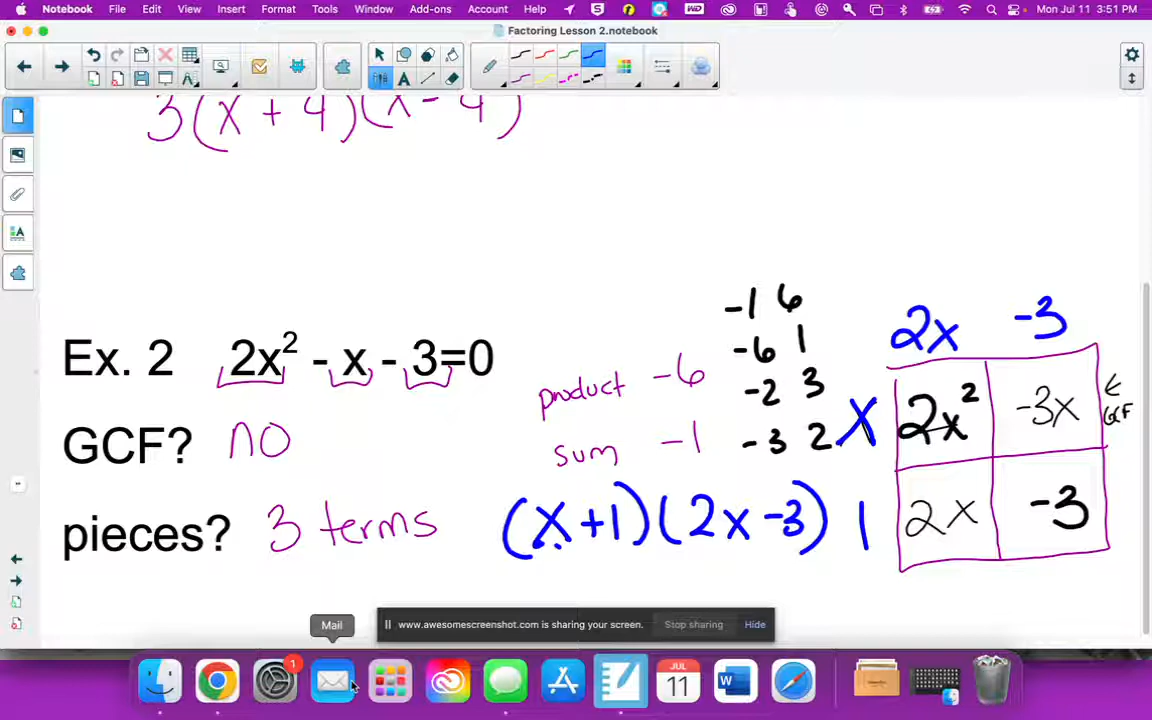 Notebook File Edit View Insert Format Tools Window Add-ons Account Help Mon Jul 11 3:51 PM
Factoring Lesson 2.notebook
3(x + 4)(x - 4)
-1 6
-6 1
-2 3
-3 2
2x -3
Ex. 2 2x² - x - 3=0
product -6
x 2x² -3x ← GCF
GCF? no
sum -1
pieces? 3 terms
(x +1)(2x -3)
1 2x -3
Mail
www.awesomescreenshot.com is sharing your screen. Stop sharing Hide
1
JUL
11
W